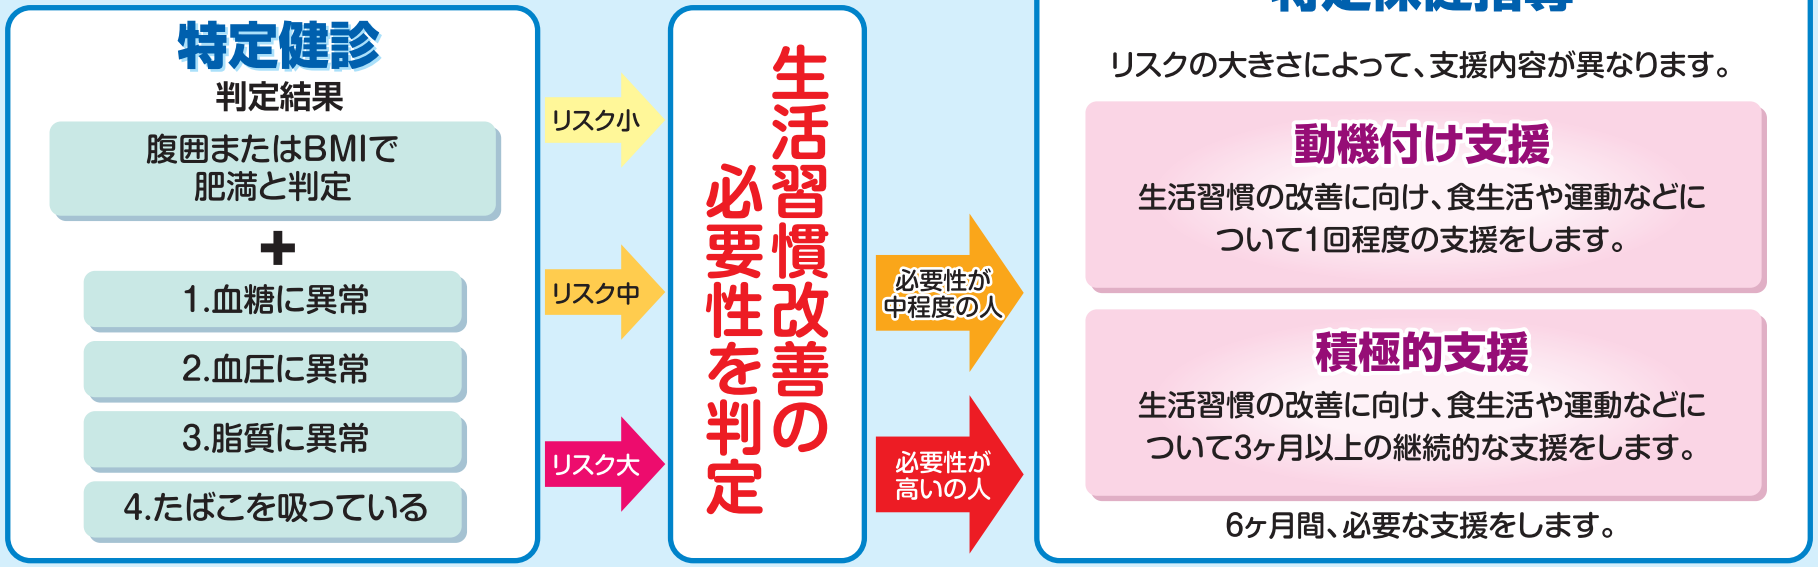 特定健診
判定結果
腹囲またはBMIで
肥満と判定
+
1.血糖に異常
2.血圧に異常
3.脂質に異常
4.たばこを吸っている
リスク小
リスク中
リスク大
生活習慣改善の
必要性を判定
必要性が
中程度の人
必要性が
高いの人
特定保健指導
リスクの大きさによって、支援内容が異なります。
動機付け支援
生活習慣の改善に向け、食生活や運動などに
ついて1回程度の支援をします。
積極的支援
生活習慣の改善に向け、食生活や運動などに
ついて3ヶ月以上の継続的な支援をします。
6ヶ月間、必要な支援をします。